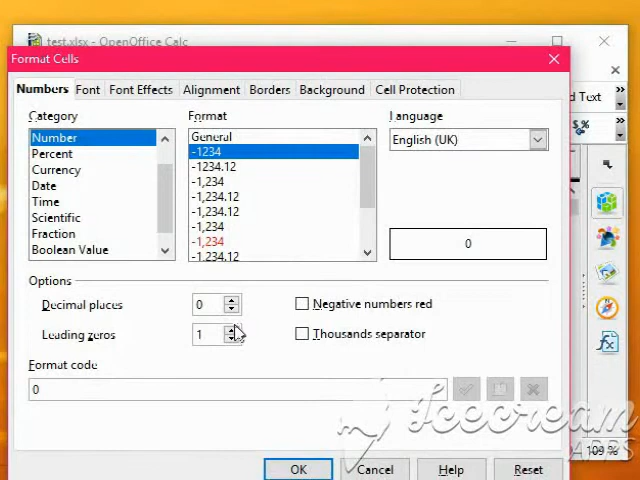 test.xlsx - OpenOffice Calc
Format Cells
Numbers Font Font Effects Alignment Borders Background Cell Protection
d Text
Category Format Language
Number
Percent
Currency
Date
Time
Scientific
Fraction
Boolean Value
General
-1234
-1234.12
-1,234
-1,234.12
-1,234.12
-1,234
-1,234
-1,234.12
English (UK)
0
Options
Decimal places 0 Negative numbers red
Leading zeros 1 Thousands separator
Format code
0
Icecream
APPS
109 %
OK Cancel Help Reset